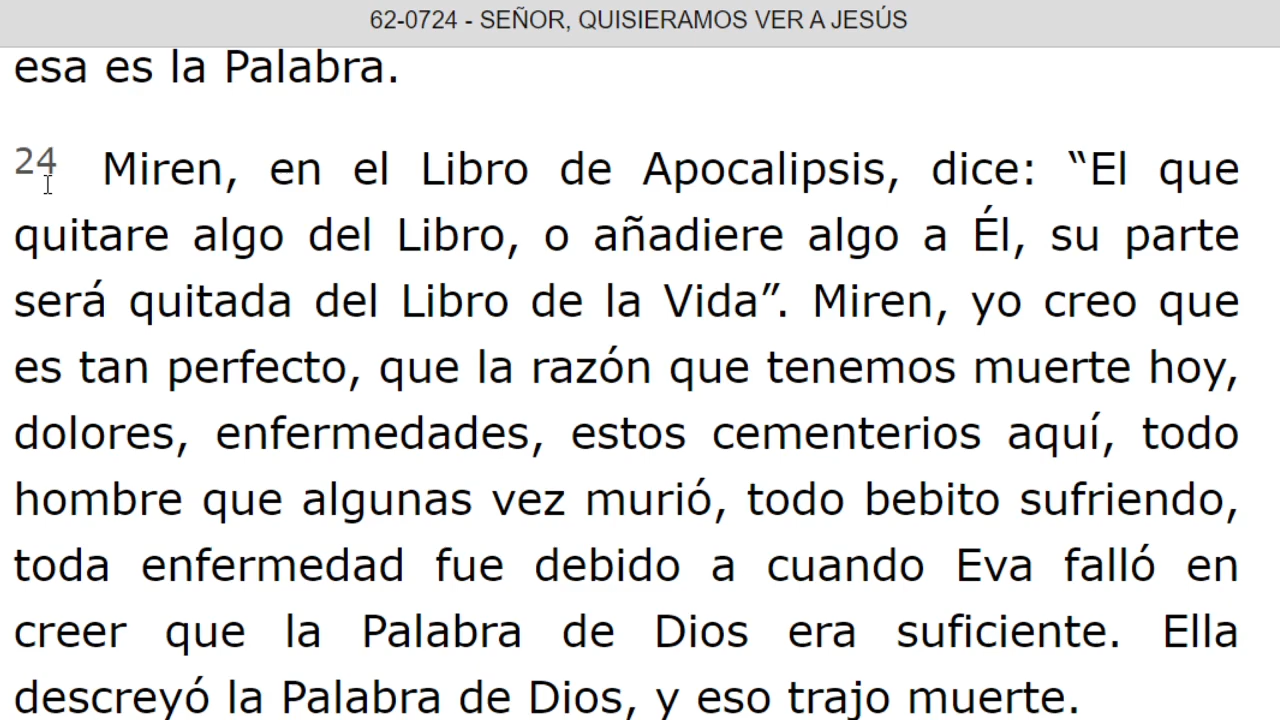 62-0724 - SEÑOR, QUISIERAMOS VER A JESÚS
esa es la Palabra.
24 Miren, en el Libro de Apocalipsis, dice: “El que
quitare algo del Libro, o añadiere algo a Él, su parte
será quitada del Libro de la Vida”. Miren, yo creo que
es tan perfecto, que la razón que tenemos muerte hoy,
dolores, enfermedades, estos cementerios aquí, todo
hombre que algunas vez murió, todo bebito sufriendo,
toda enfermedad fue debido a cuando Eva falló en
creer que la Palabra de Dios era suficiente. Ella
descreyó la Palabra de Dios, y eso trajo muerte.